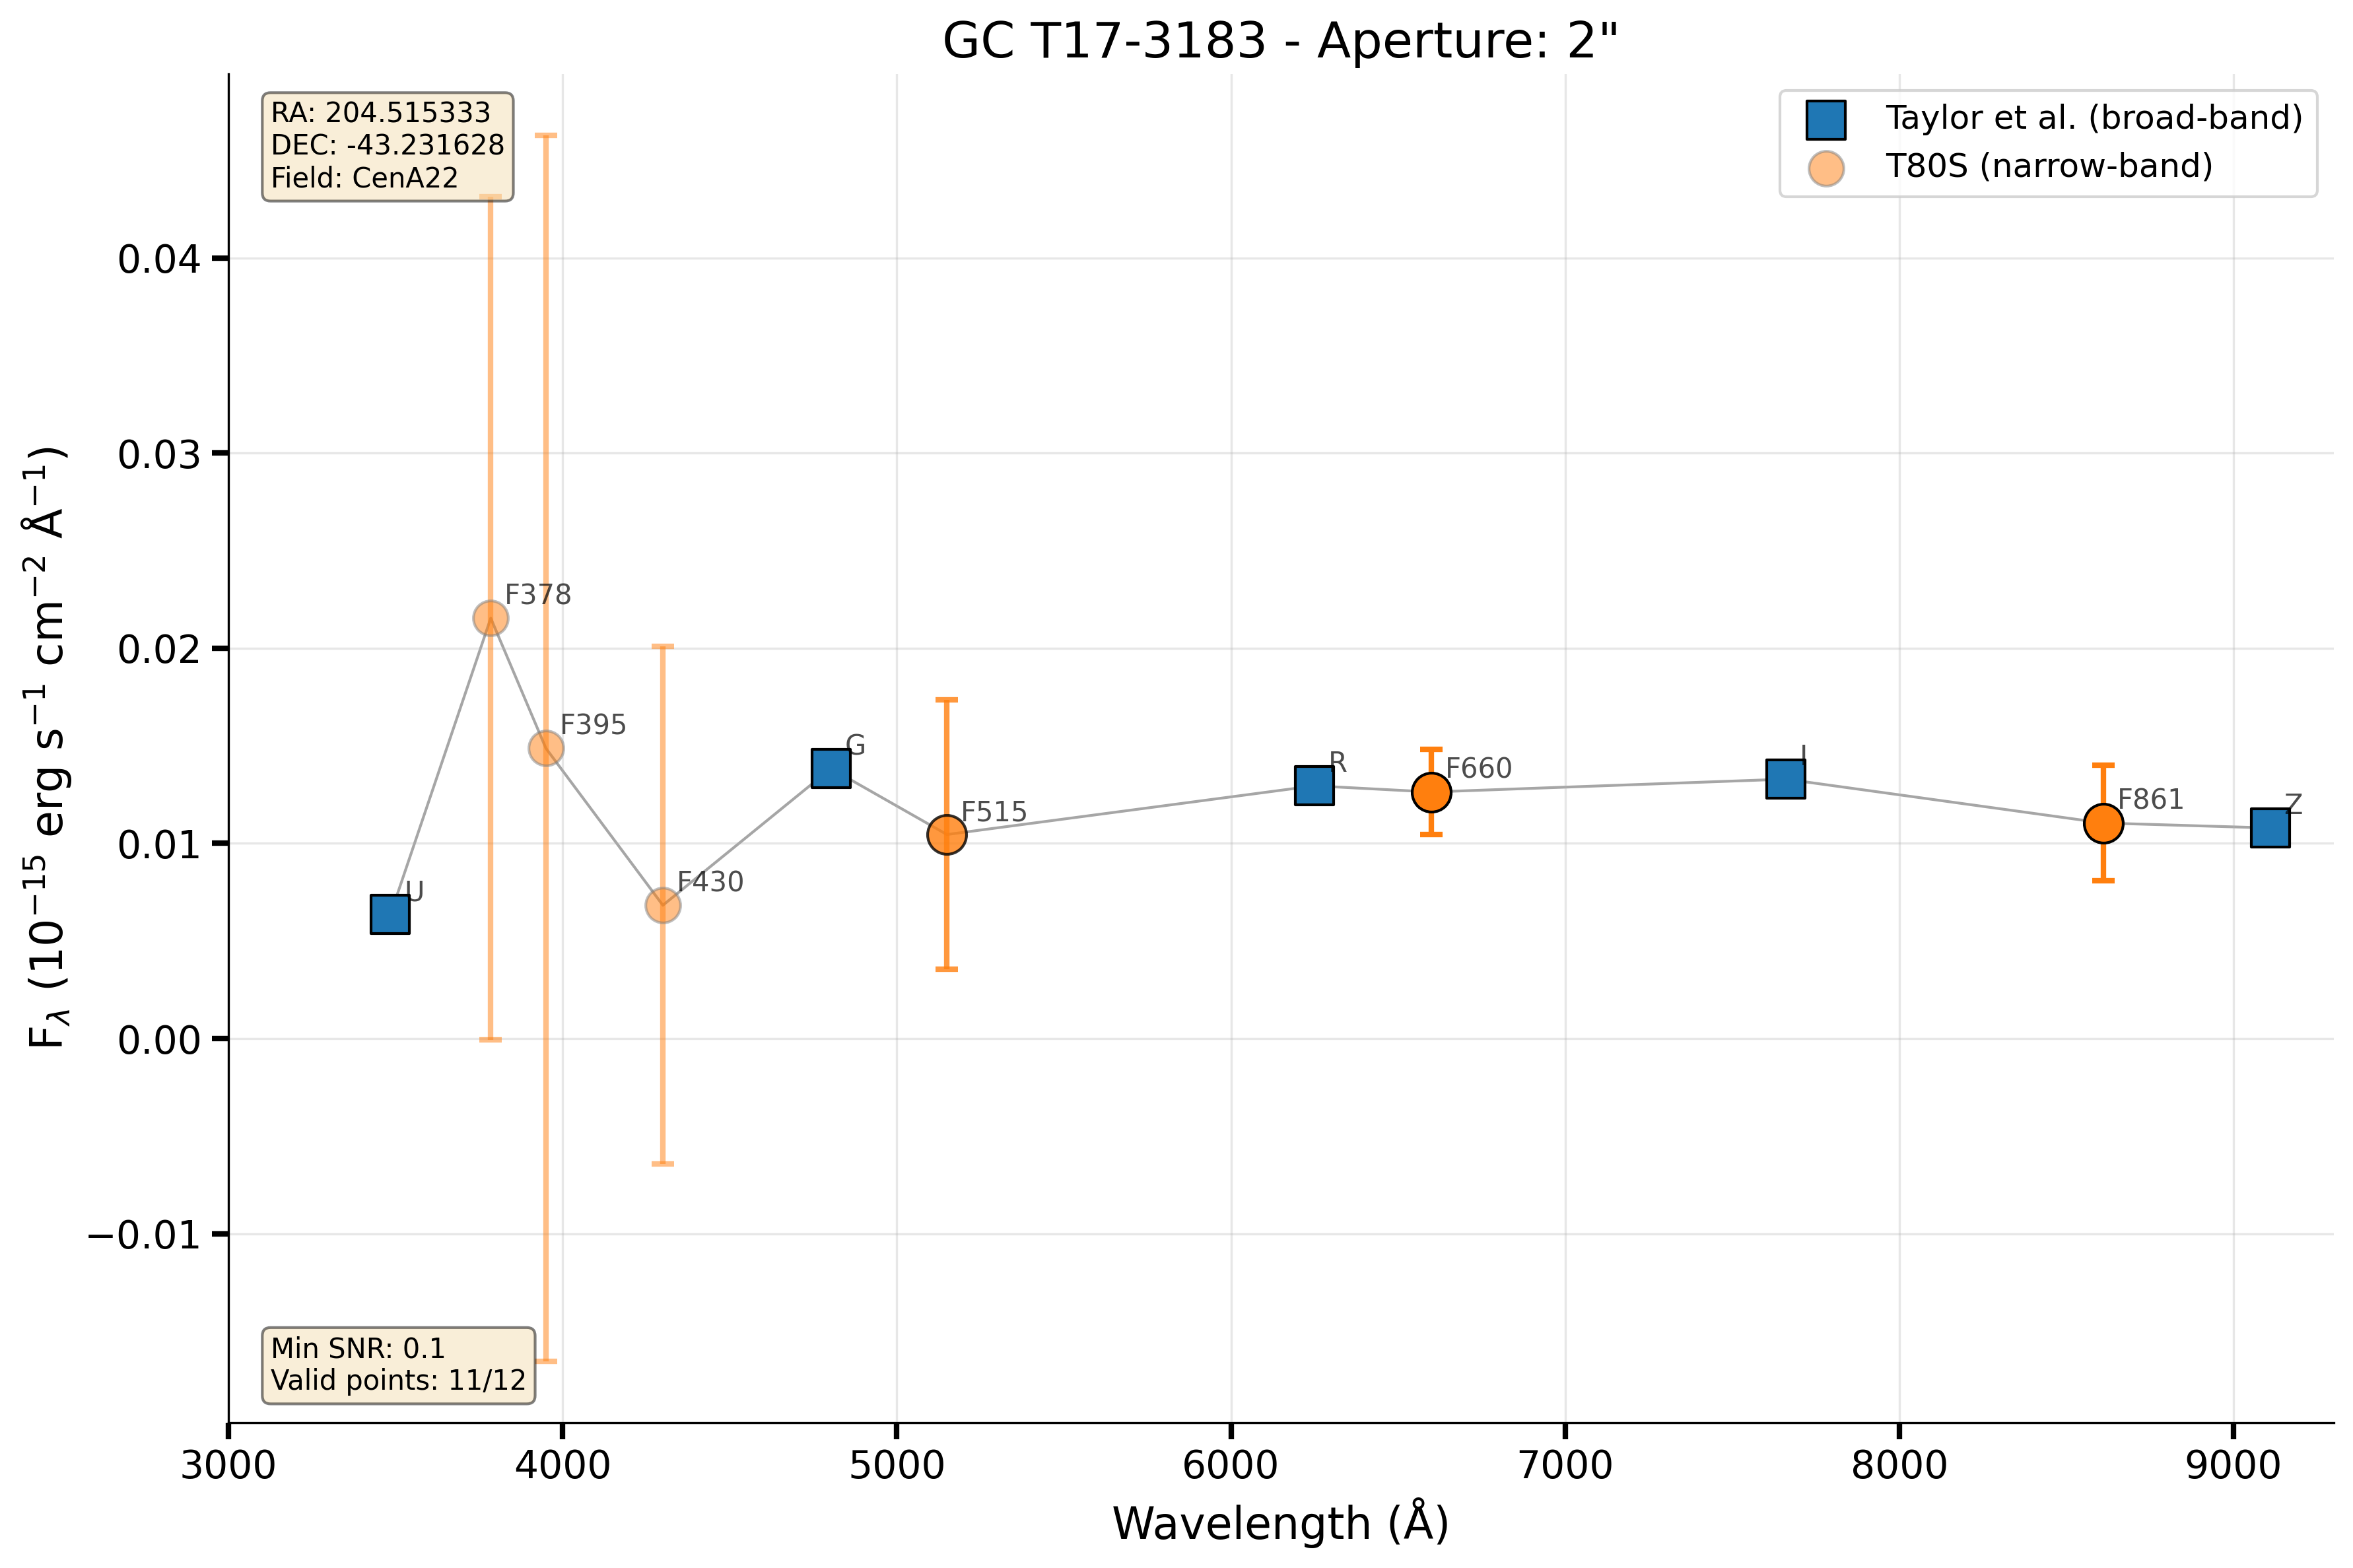 GC T17-3183 - Aperture: 2"
RA: 204.515333
DEC: -43.231628
Field: CenA22
Taylor et al. (broad-band)
T80S (narrow-band)
0.04
0.03
0.02
0.01
0.00
−0.01
F_λ (10⁻¹⁵ erg s⁻¹ cm⁻² Å⁻¹)
U
F378
F395
F430
G
F515
R
F660
I
F861
Z
Min SNR: 0.1
Valid points: 11/12
3000 4000 5000 6000 7000 8000 9000
Wavelength (Å)